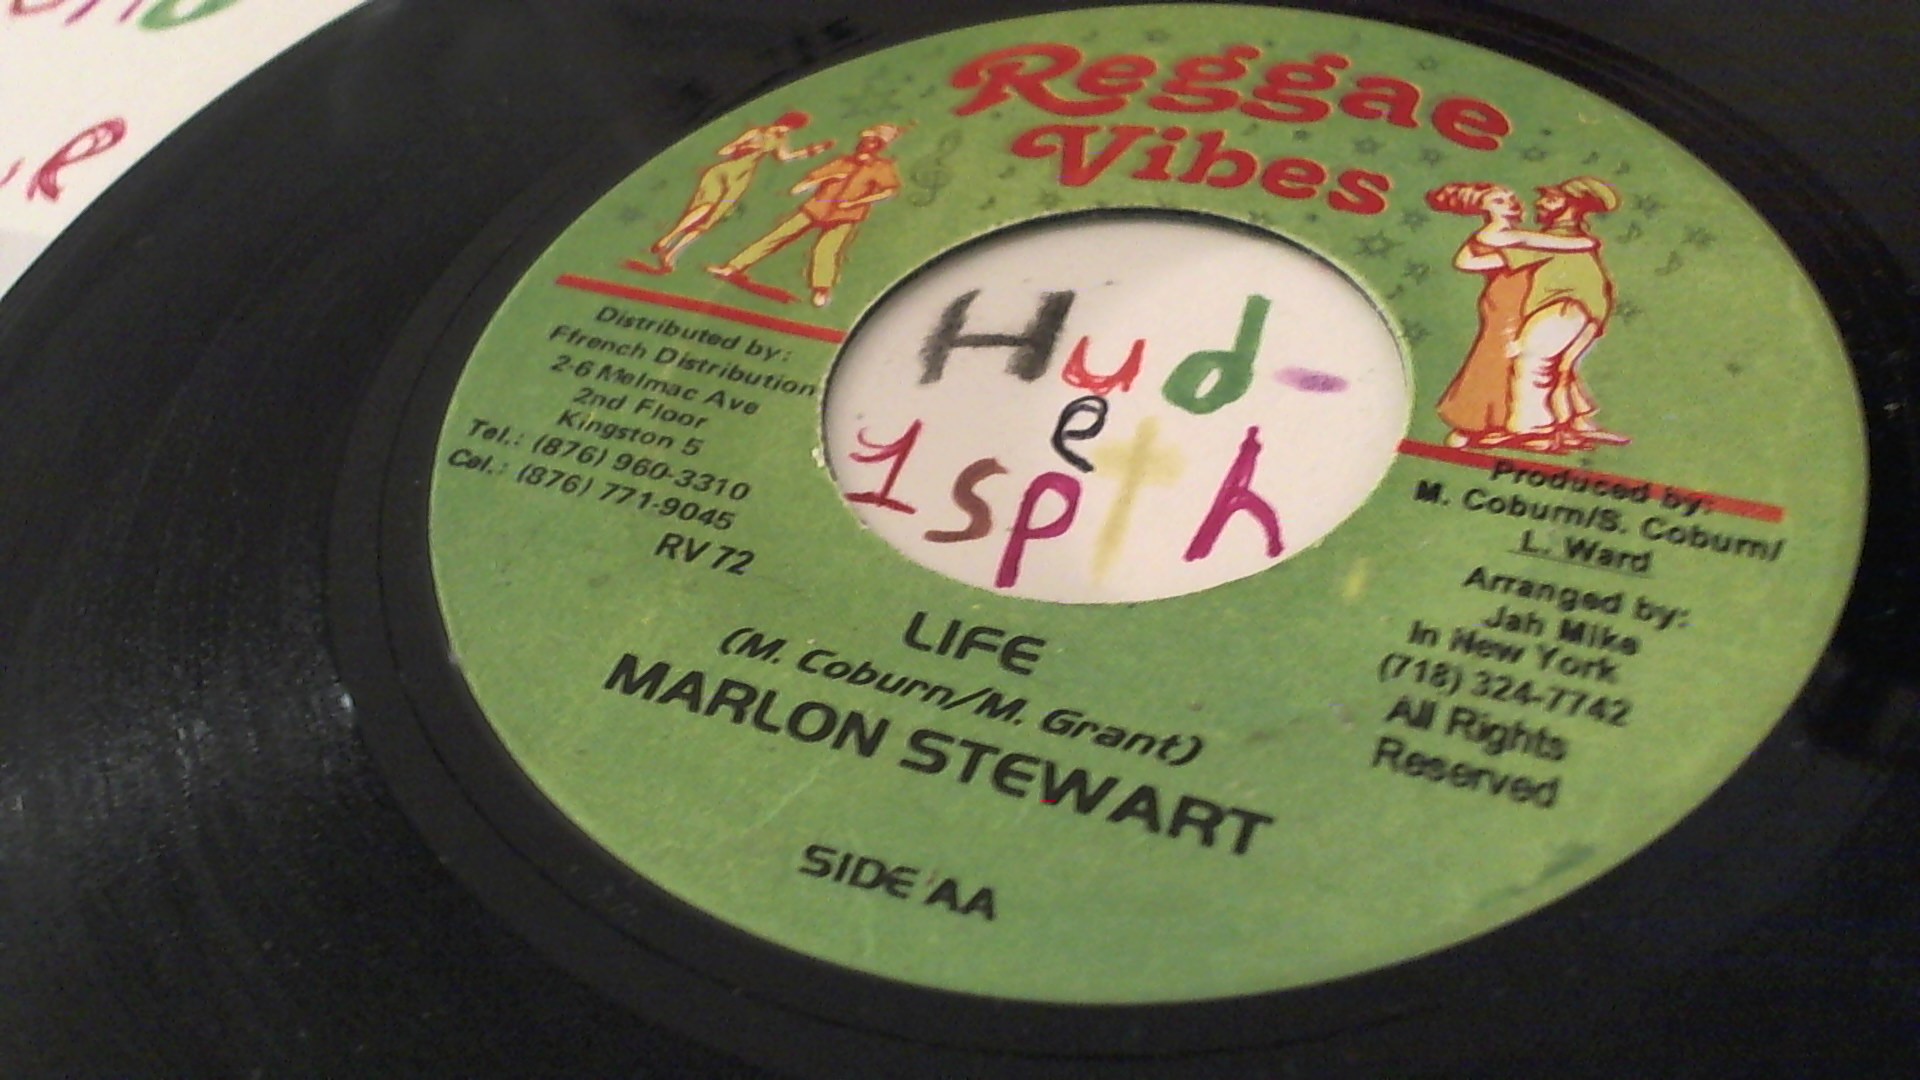 Reggae
Vibes
Distributed by:
Ffrench Distribution
2-6 Melmac Ave
2nd Floor
Kingston 5
Tel.: (876) 960-3310
Cel.: (876) 771-9045
RV 72
Hud-
e
1spth
Produced by:
M. Coburn/S. Coburn/
L. Ward
Arranged by:
Jah Mike
In New York
(718) 324-7742
All Rights
Reserved
LIFE
(M. Coburn/M. Grant)
MARLON STEWART
SIDE AA